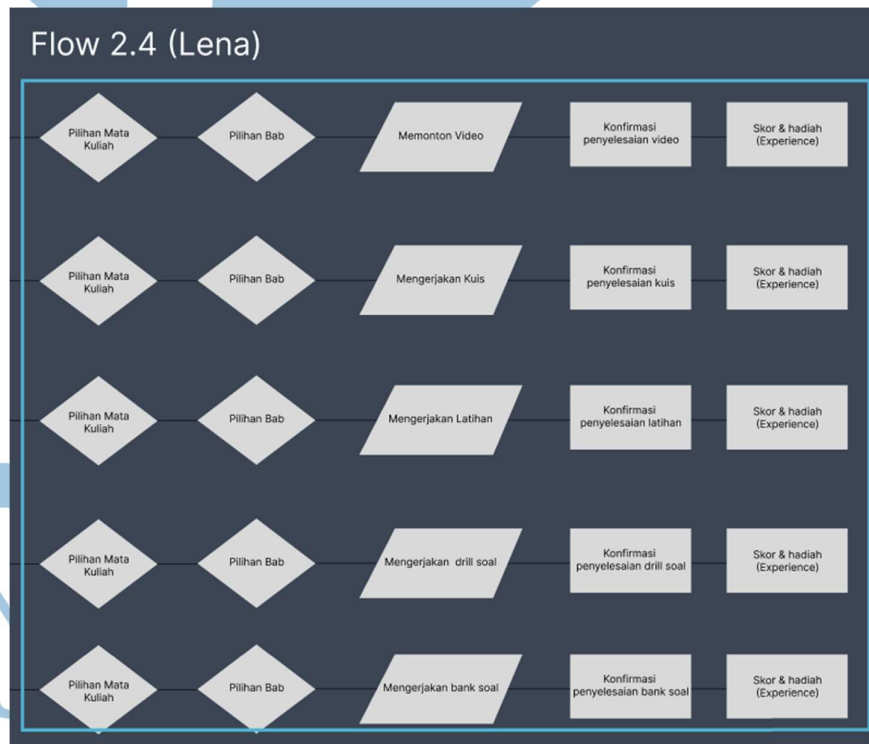 Flow 2.4 (Lena)
Pilihan Mata
Kuliah
Pilihan Bab
Memonton Video
Konfirmasi
penyelesaian video
Skor & hadiah
(Experience)
Pilihan Mata
Kuliah
Pilihan Bab
Mengerjakan Kuis
Konfirmasi
penyelesaian kuis
Skor & hadiah
(Experience)
Pilihan Mata
Kuliah
Pilihan Bab
Mengerjakan Latihan
Konfirmasi
penyelesaian latihan
Skor & hadiah
(Experience)
Pilihan Mata
Kuliah
Pilihan Bab
Mengerjakan drill soal
Konfirmasi
penyelesaian drill soal
Skor & hadiah
(Experience)
Pilihan Mata
Kuliah
Pilihan Bab
Mengerjakan bank soal
Konfirmasi
penyelesaian bank soal
Skor & hadiah
(Experience)